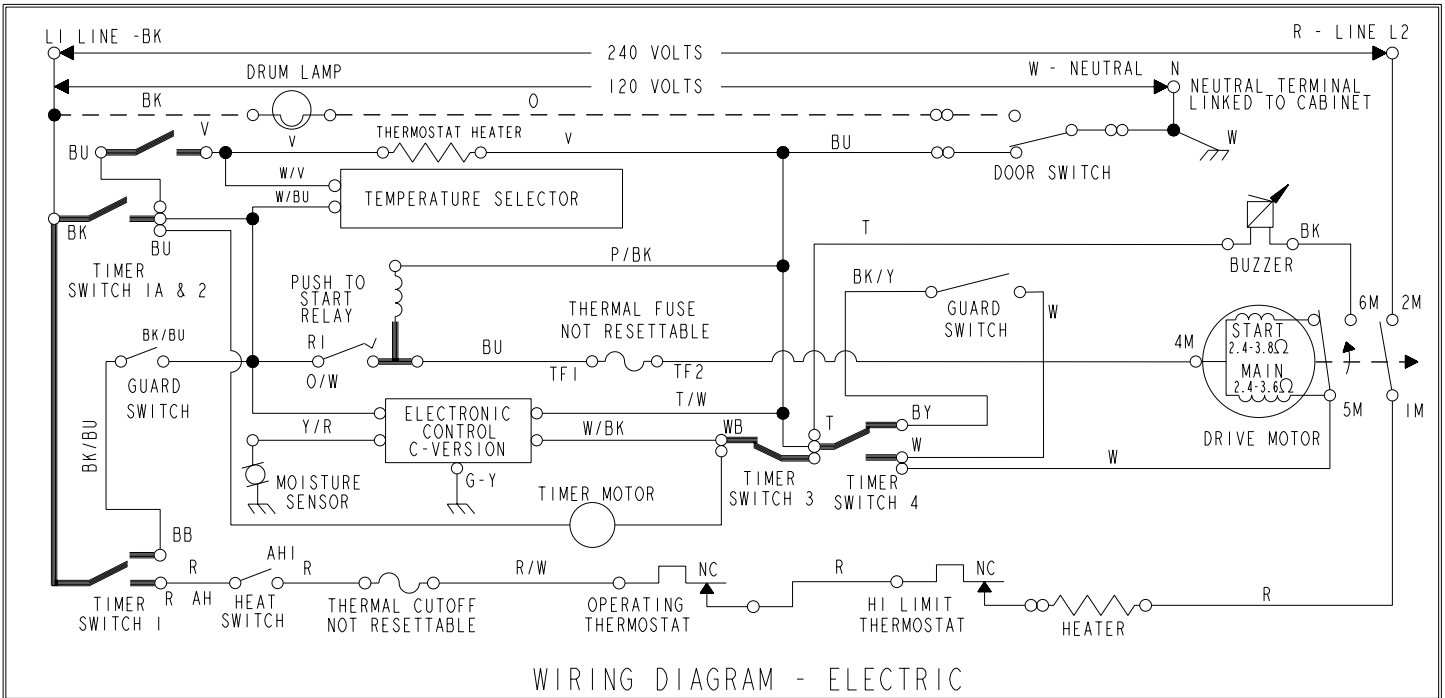 LI LINE -BK
R - LINE L2
240 VOLTS
DRUM LAMP
W - NEUTRAL
N
120 VOLTS
NEUTRAL TERMINAL
LINKED TO CABINET
BK
O
V
V
THERMOSTAT HEATER
V
BU
BU
W
DOOR SWITCH
W/V
W/BU
TEMPERATURE SELECTOR
BK
BU
T
BK
BUZZER
TIMER
SWITCH 1A & 2
P/BK
PUSH TO
START
RELAY
BK/Y
GUARD
SWITCH
W
THERMAL FUSE
NOT RESETTABLE
6M
2M
BK/BU
R1
O/W
BU
TF1
TF2
4M
START
2.4-3.8Ω
MAIN
2.4-3.6Ω
5M
1M
DRIVE MOTOR
GUARD
SWITCH
BK/BU
Y/R
ELECTRONIC
CONTROL
C-VERSION
T/W
W/BK
WB
T
BY
W
W
G-Y
MOISTURE
SENSOR
TIMER MOTOR
TIMER
SWITCH 3
TIMER
SWITCH 4
BB
R
AH1
R
R/W
NC
R
NC
R
R AH
TIMER
SWITCH 1
HEAT
SWITCH
THERMAL CUTOFF
NOT RESETTABLE
OPERATING
THERMOSTAT
HI LIMIT
THERMOSTAT
HEATER
WIRING DIAGRAM - ELECTRIC